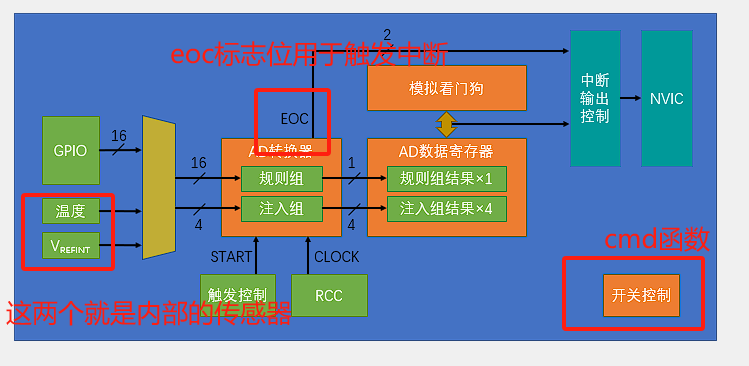 2
eoc标志位用于触发中断
模拟看门狗
中断输出控制
NVIC
EOC
GPIO
16
AD转换器
AD数据寄存器
16
规则组
1
规则组结果×1
温度
4
注入组
4
注入组结果×4
VREFINT
cmd函数
START
CLOCK
触发控制
RCC
开关控制
这两个就是内部的传感器